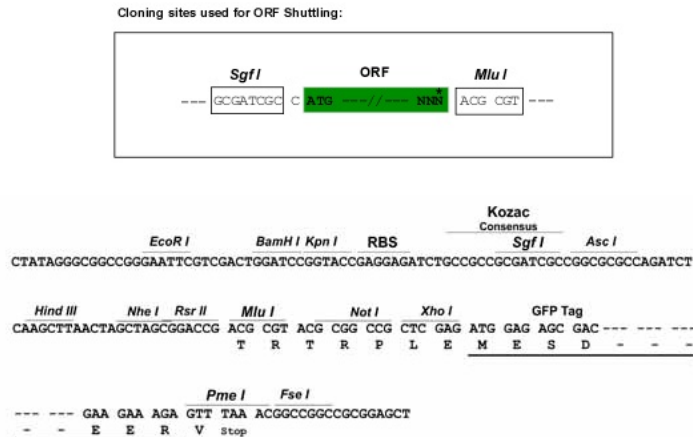 Cloning sites used for ORF Shuttling:
Sgf I ORF Mlu I
--- GCGATCGC C ATG ---//--- NNN* ACG CGT ---
Kozac
Consensus
EcoR I BamH I Kpn I RBS Sgf I Asc I
CTATAGGGCGGCCGGGAATTCGTCGACTGGATCCGGTACCGAGGAGATCTGCCGCCGCGATCGCCGGCGCGCCAGATCT
Hind III Nhe I Rsr II Mlu I Not I Xho I GFP Tag
CAAGCTTAACTAGCTAGCGGACCG ACG CGT ACG CGG CCG CTC GAG ATG GAG AGC GAC--- ------
T R T R P L E M E S D - - -
Pme I Fse I
--- --- GAA GAA AGA GTT TAA ACGGCCGGCCGCGGAGCT
- - E E R V Stop